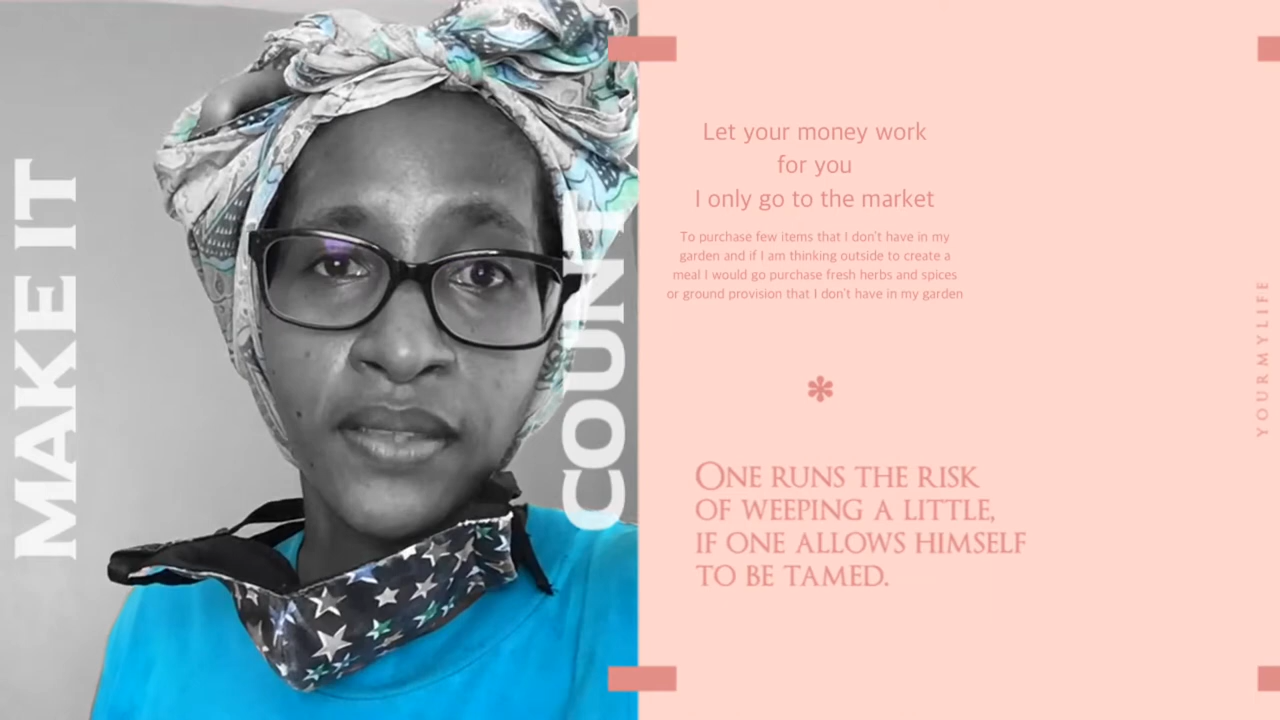 MAKE IT
COUNT
Let your money work
for you
I only go to the market
To purchase few items that I don't have in my
garden and if I am thinking outside to create a
meal I would go purchase fresh herbs and spices
or ground provision that I don't have in my garden
*
ONE RUNS THE RISK
OF WEEPING A LITTLE,
IF ONE ALLOWS HIMSELF
TO BE TAMED.
YOURMYLIFE